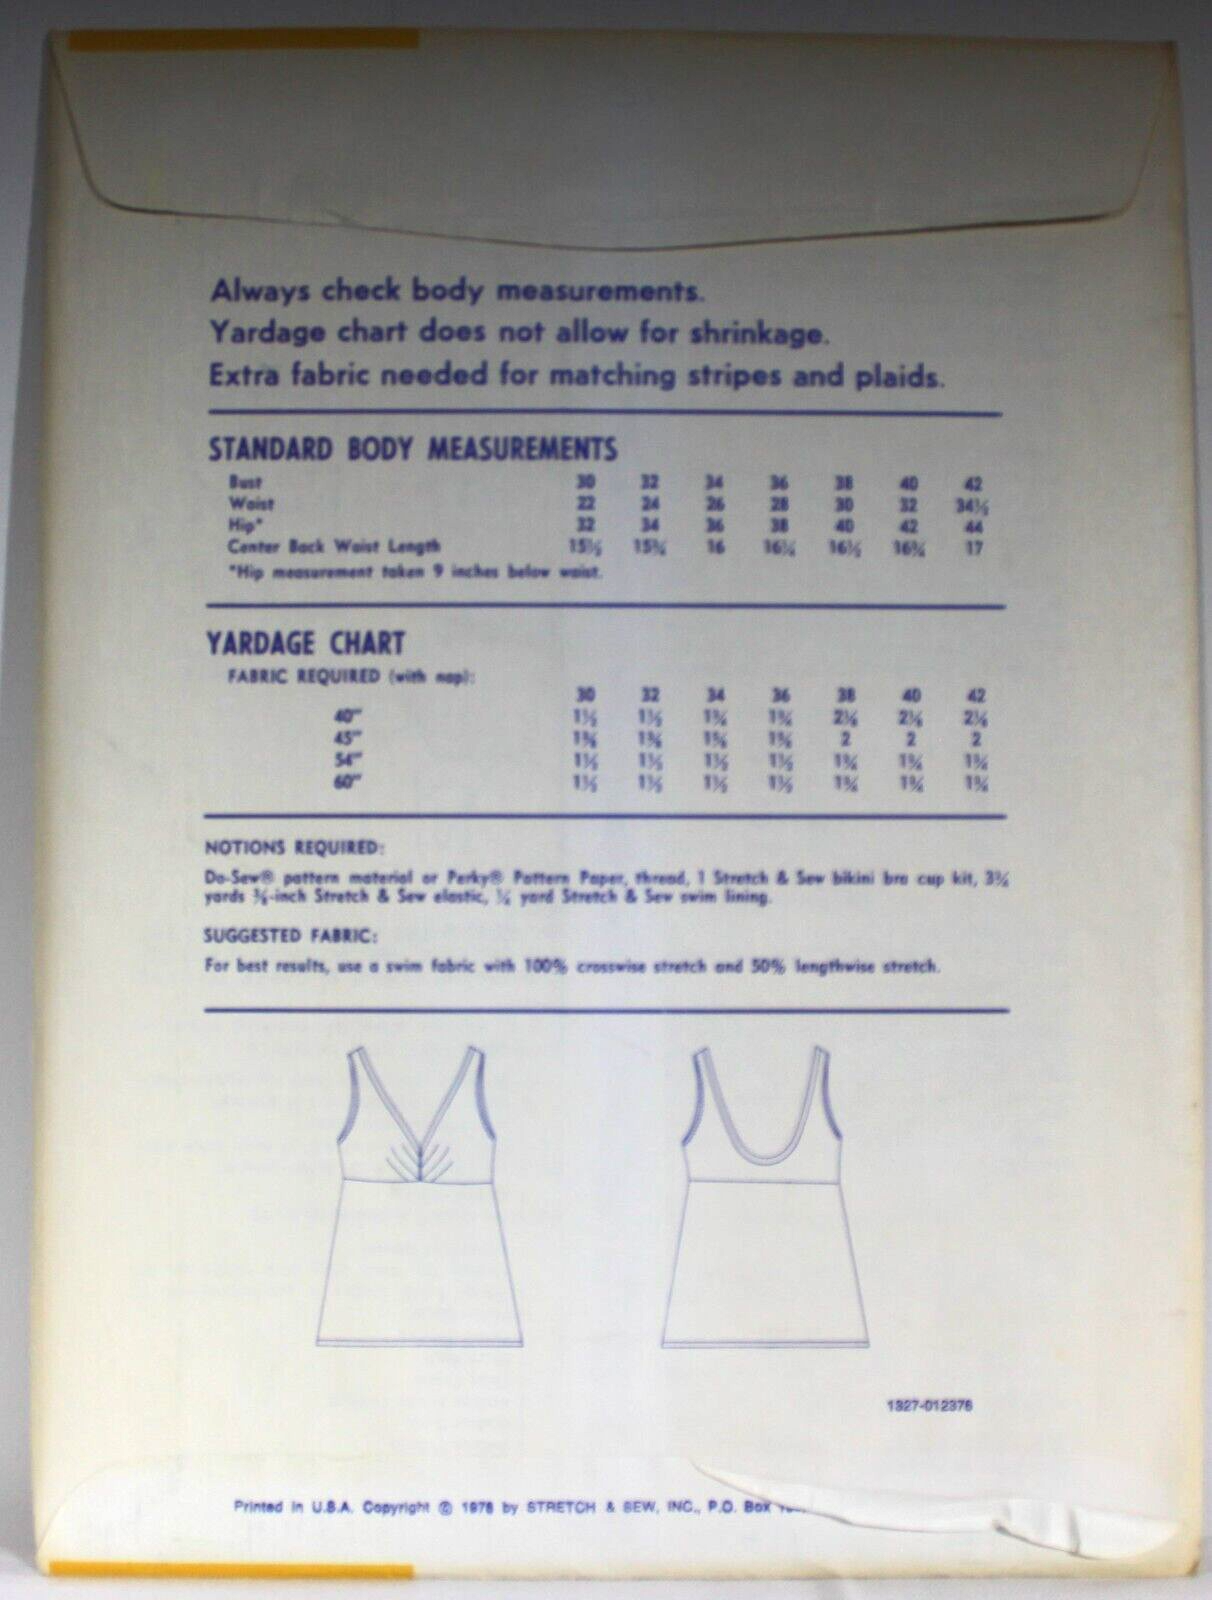 Always check body measurements.
Yardage chart does not allow for shrinkage.
Extra fabric needed for matching stripes and plaids.
STANDARD BODY MEASUREMENTS
Bust 30 32 34 36 38 40 42
Waist 22 24 26 28 30 32 34½
Hip* 32 34 36 38 40 42 44
Center Back Waist Length 15½ 15¾ 16 16¼ 16½ 16¾ 17
*Hip measurement taken 9 inches below waist.
YARDAGE CHART
FABRIC REQUIRED (with nap):
30 32 34 36 38 40 42
40"
45" 2 2 2
54"
60"
NOTIONS REQUIRED:
Do-Sew® pattern material or Perky® Pattern Paper, thread, 1 Stretch & Sew bikini bra cup kit,
yards -inch Stretch & Sew elastic, yard Stretch & Sew swim lining.
SUGGESTED FABRIC:
For best results, use a swim fabric with 100% crosswise stretch and 50% lengthwise stretch.
1327-012376
Printed in U.S.A. Copyright © 1976 by STRETCH & SEW, INC., P.O. Box